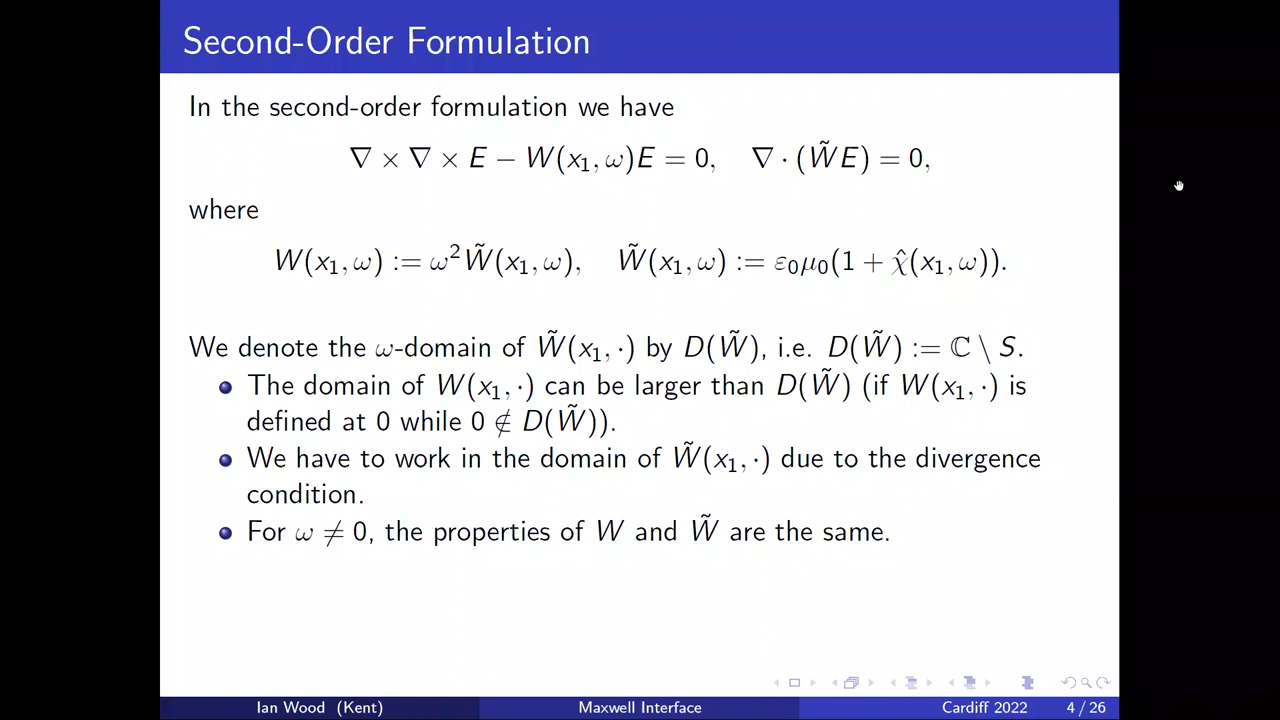 Second-Order Formulation
In the second-order formulation we have
∇ × ∇ × E − W(x₁, ω)E = 0, ∇ · (W̃E) = 0,
where
W(x₁, ω) := ω²W̃(x₁, ω), W̃(x₁, ω) := ε₀μ₀(1 + χ̂(x₁, ω)).
We denote the ω-domain of W̃(x₁, ·) by D(W̃), i.e. D(W̃) := ℂ \ S.
The domain of W(x₁, ·) can be larger than D(W̃) (if W(x₁, ·) is
defined at 0 while 0 ∉ D(W̃)).
We have to work in the domain of W̃(x₁, ·) due to the divergence
condition.
For ω ≠ 0, the properties of W and W̃ are the same.
Ian Wood (Kent) Maxwell Interface Cardiff 2022 4 / 26